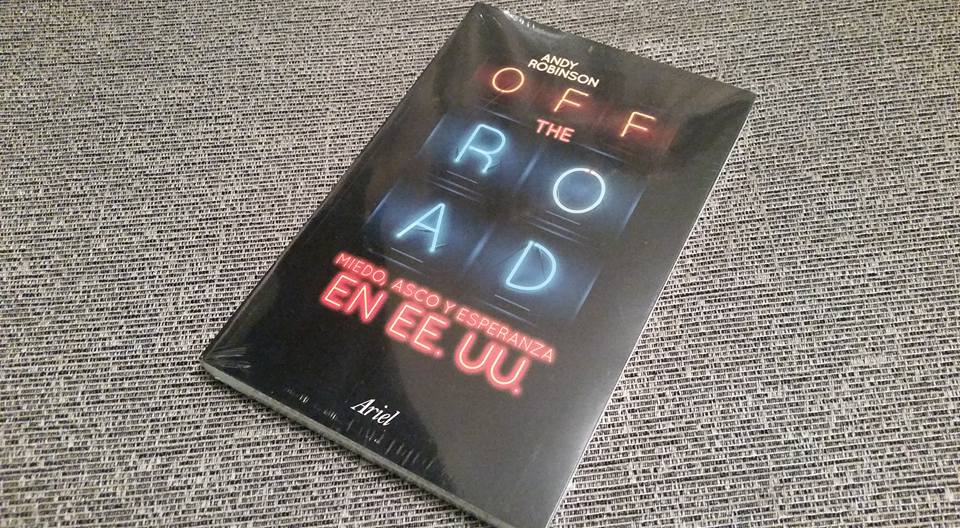 ANDY
ROBINSON
OFF
THE
RO
AD
MIEDO, ASCO Y ESPERANZA
EN EE. UU.
Ariel